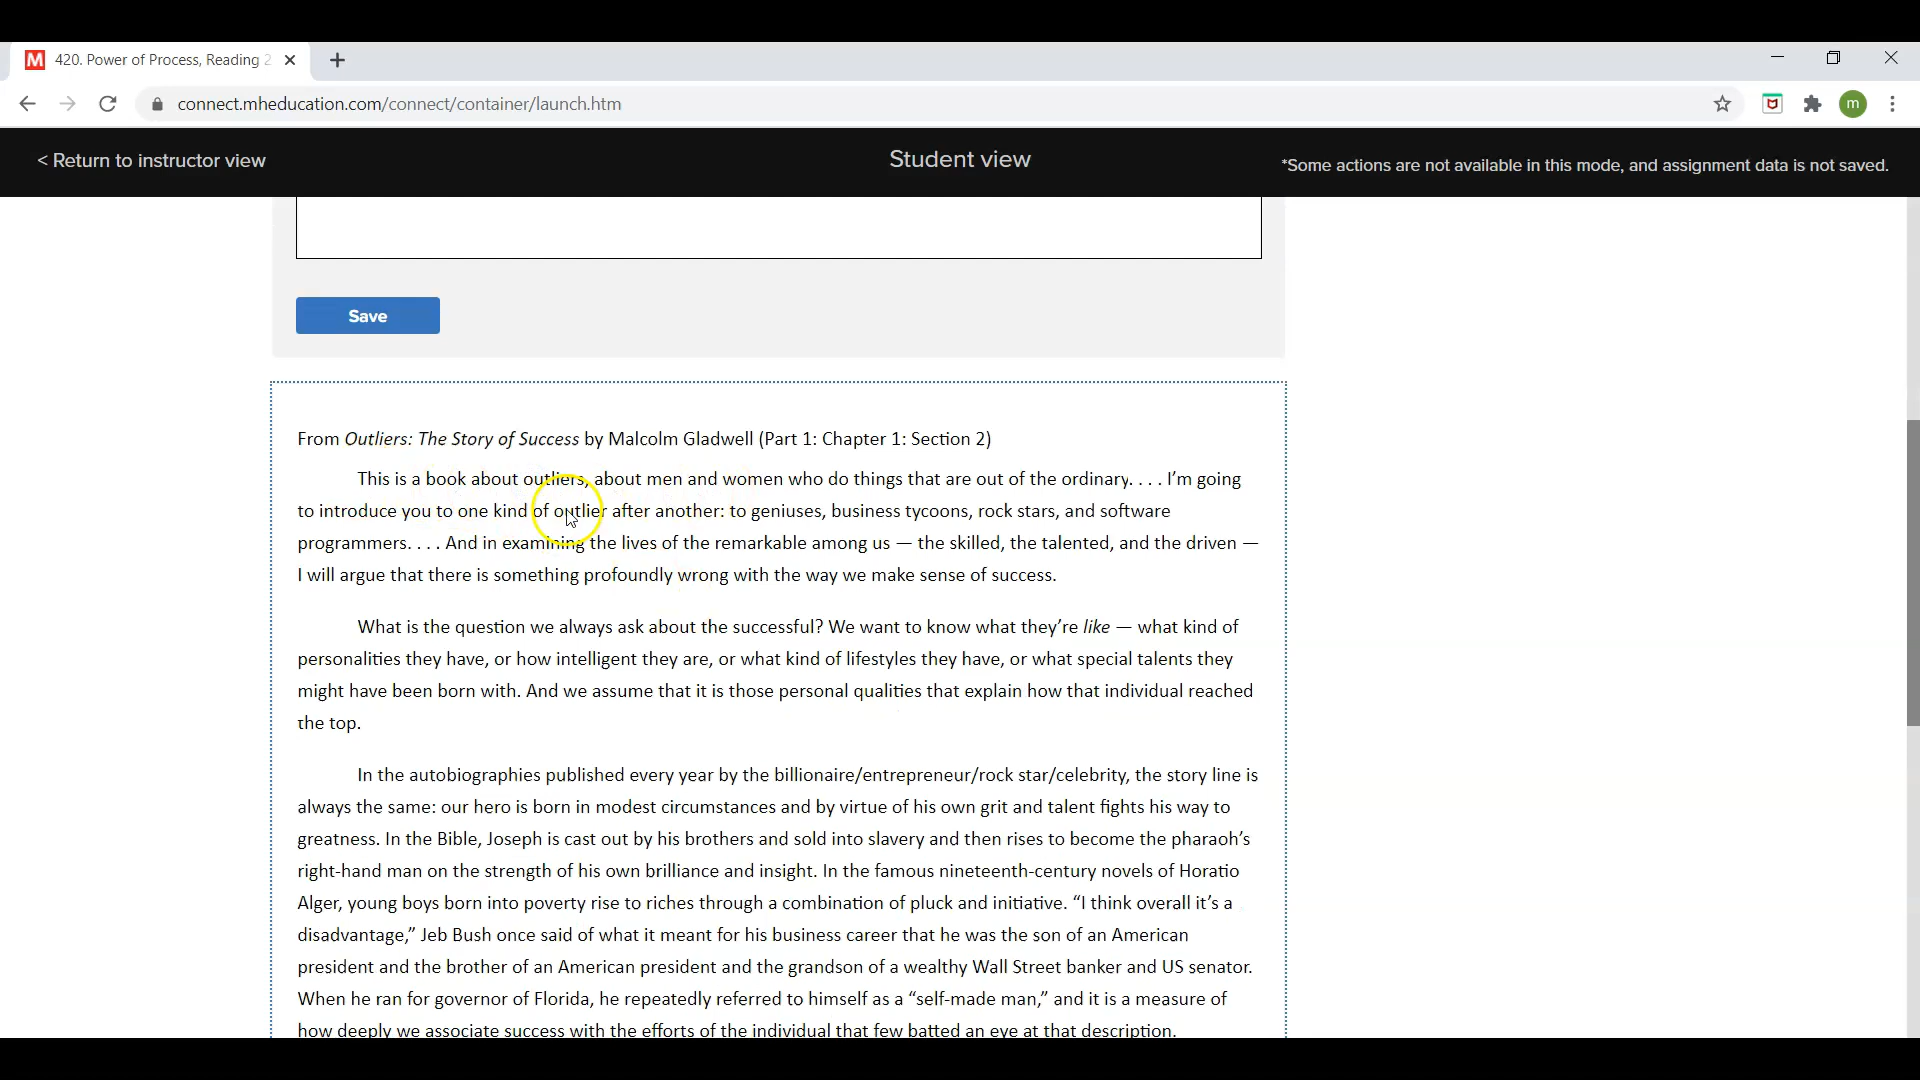 420. Power of Process, Reading 2
connect.mheducation.com/connect/container/launch.htm
m
< Return to instructor view
Student view
*Some actions are not available in this mode, and assignment data is not saved.
Save
From Outliers: The Story of Success by Malcolm Gladwell (Part 1: Chapter 1: Section 2)
This is a book about outliers, about men and women who do things that are out of the ordinary. . . . I’m going
to introduce you to one kind of outlier after another: to geniuses, business tycoons, rock stars, and software
programmers. . . . And in examining the lives of the remarkable among us — the skilled, the talented, and the driven —
I will argue that there is something profoundly wrong with the way we make sense of success.
What is the question we always ask about the successful? We want to know what they’re like — what kind of
personalities they have, or how intelligent they are, or what kind of lifestyles they have, or what special talents they
might have been born with. And we assume that it is those personal qualities that explain how that individual reached
the top.
In the autobiographies published every year by the billionaire/entrepreneur/rock star/celebrity, the story line is
always the same: our hero is born in modest circumstances and by virtue of his own grit and talent fights his way to
greatness. In the Bible, Joseph is cast out by his brothers and sold into slavery and then rises to become the pharaoh’s
right-hand man on the strength of his own brilliance and insight. In the famous nineteenth-century novels of Horatio
Alger, young boys born into poverty rise to riches through a combination of pluck and initiative. “I think overall it’s a
disadvantage,” Jeb Bush once said of what it meant for his business career that he was the son of an American
president and the brother of an American president and the grandson of a wealthy Wall Street banker and US senator.
When he ran for governor of Florida, he repeatedly referred to himself as a “self-made man,” and it is a measure of
how deeply we associate success with the efforts of the individual that few batted an eye at that description.